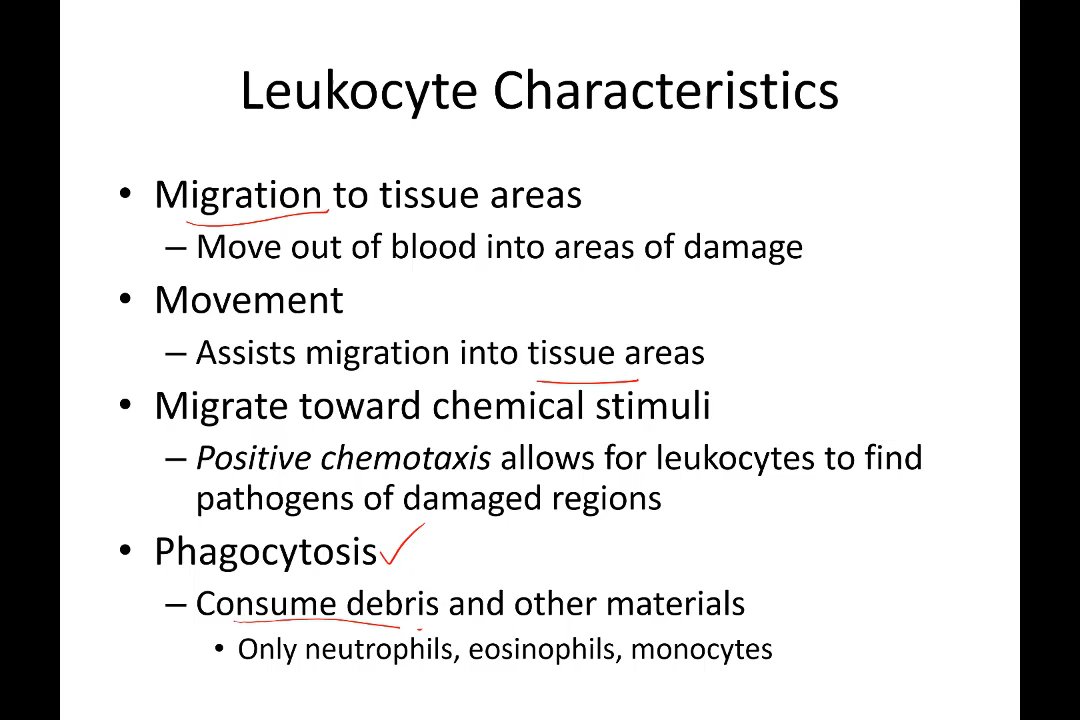 Leukocyte Characteristics
• Migration to tissue areas
– Move out of blood into areas of damage
• Movement
– Assists migration into tissue areas
• Migrate toward chemical stimuli
– Positive chemotaxis allows for leukocytes to find
pathogens of damaged regions
• Phagocytosis
– Consume debris and other materials
• Only neutrophils, eosinophils, monocytes